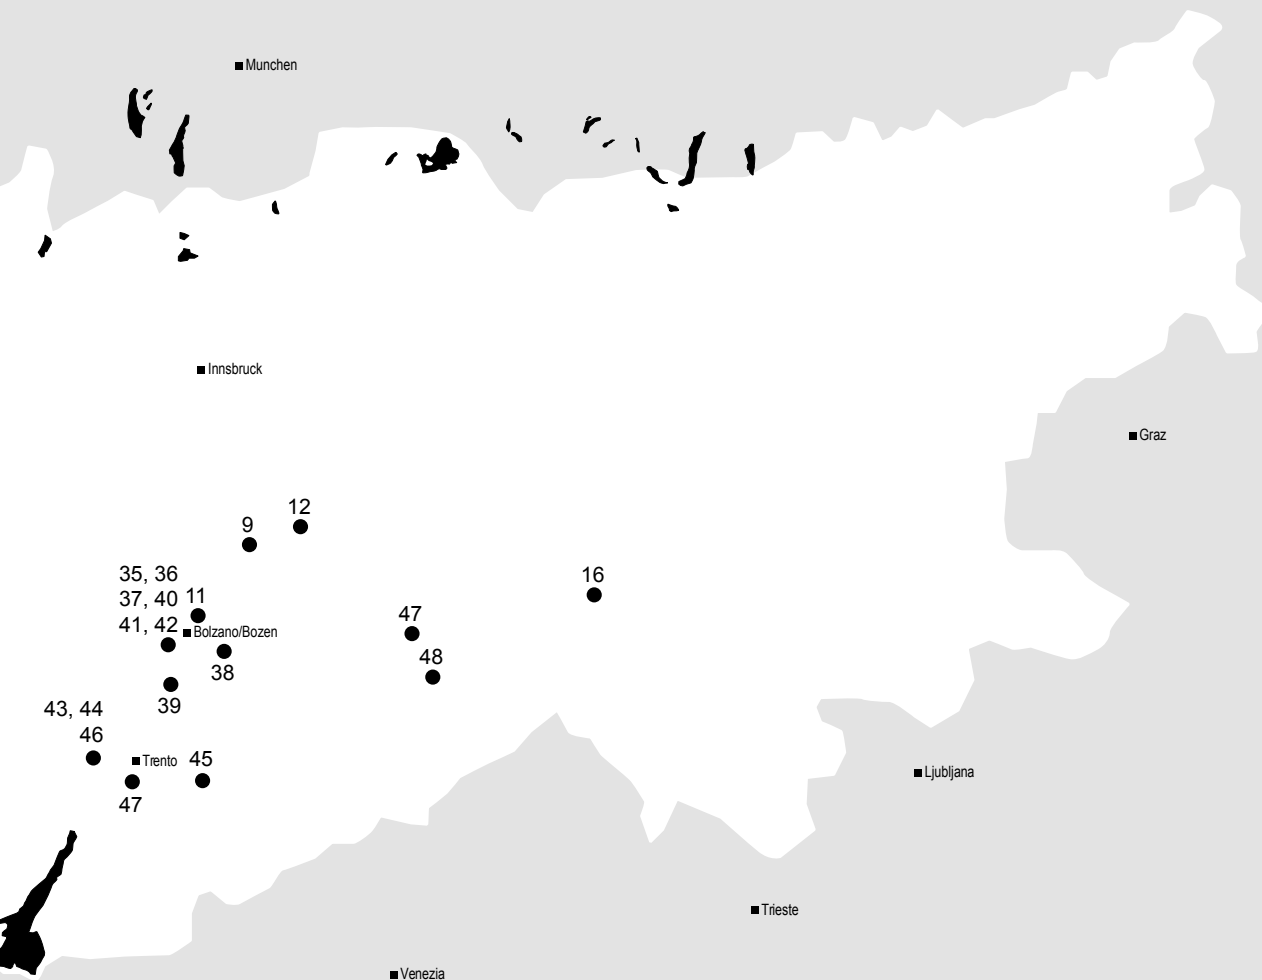 Munchen
Innsbruck
Graz
12
9
35, 36
16
37, 40
11
47
41, 42
Bolzano/Bozen
48
38
39
43, 44
46
Trento
45
Ljubljana
47
Trieste
Venezia